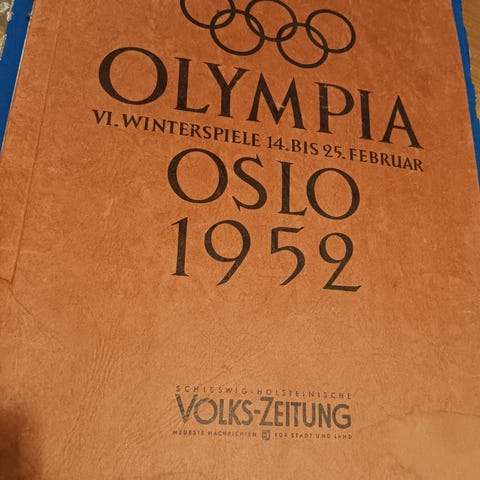 OLYMPIA
VI. WINTERSPIELE 14. BIS 25. FEBRUAR
OSLO
1952
SCHLESWIG-HOLSTEINISCHE
VOLKS-ZEITUNG
NEUESTE NACHRICHTEN FÜR STADT UND LAND